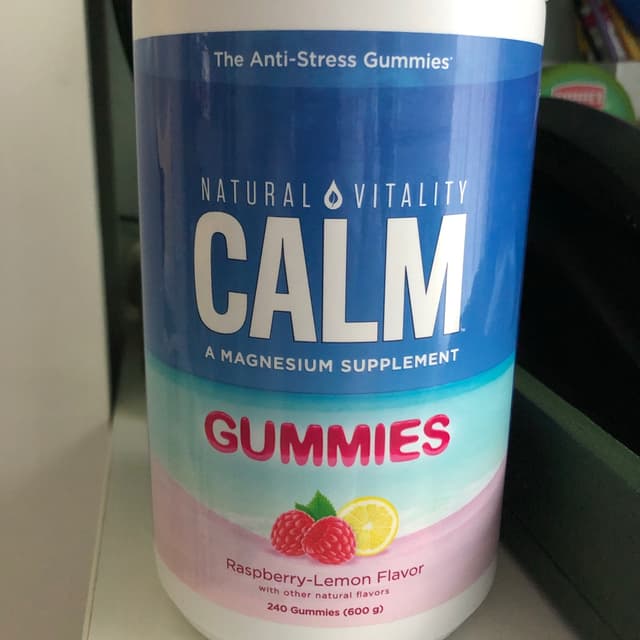 The Anti-Stress Gummies*
NATURAL VITALITY
CALM™
A MAGNESIUM SUPPLEMENT
GUMMIES
Raspberry-Lemon Flavor
with other natural flavors
240 Gummies (600 g)